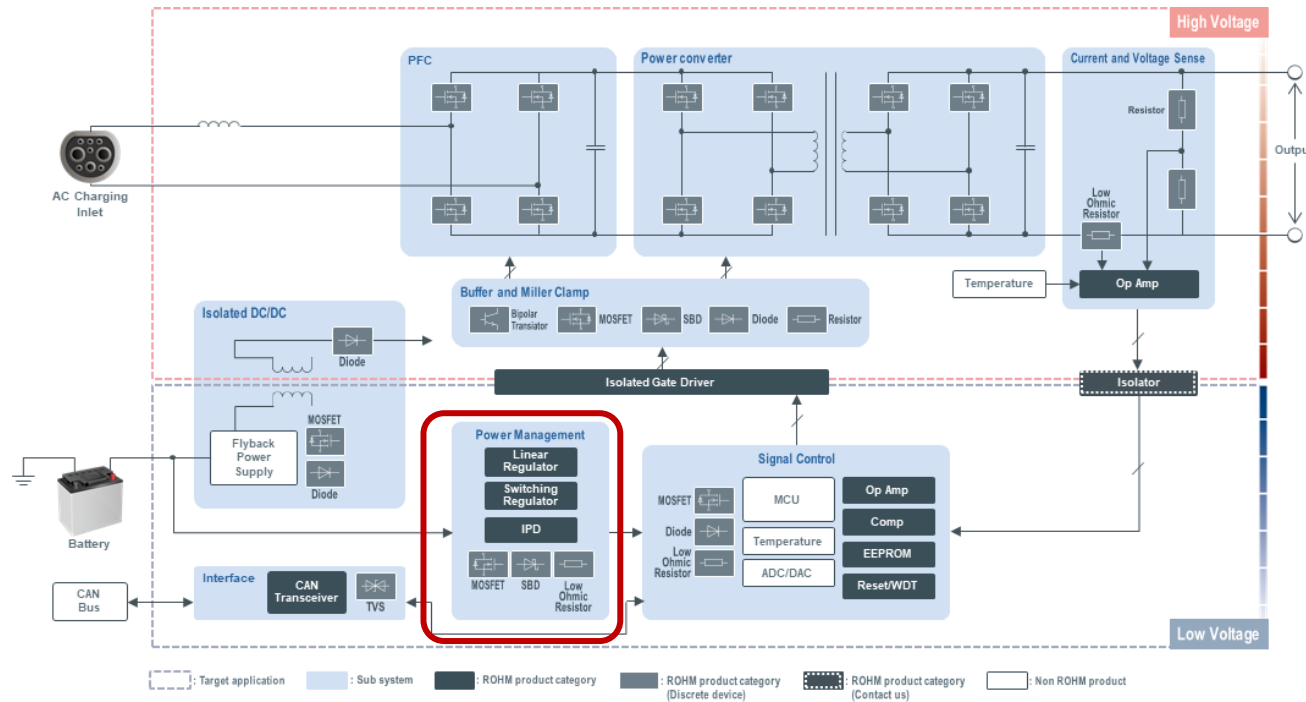 High Voltage
PFC
Power converter
Current and Voltage Sense
Resistor
Outpu
AC Charging
Inlet
Low
Ohmic
Resistor
Temperature
Op Amp
Buffer and Miller Clamp
Bipolar
Transiator
MOSFET
SBD
Diode
Resistor
Isolated DC/DC
Diode
Isolated Gate Driver
Isolator
MOSFET
Flyback
Power
Supply
Diode
Battery
Power Management
Linear
Regulator
Switching
Regulator
IPD
MOSFET
SBD
Low
Ohmic
Resistor
Signal Control
MOSFET
Diode
Low
Ohmic
Resistor
MCU
Temperature
ADC/DAC
Op Amp
Comp
EEPROM
Reset/WDT
Interface
CAN
Transceiver
TVS
CAN
Bus
Low Voltage
: Target application
: Sub system
: ROHM product category
: ROHM product category
(Discrete device)
: ROHM product category
(Contact us)
: Non ROHM product